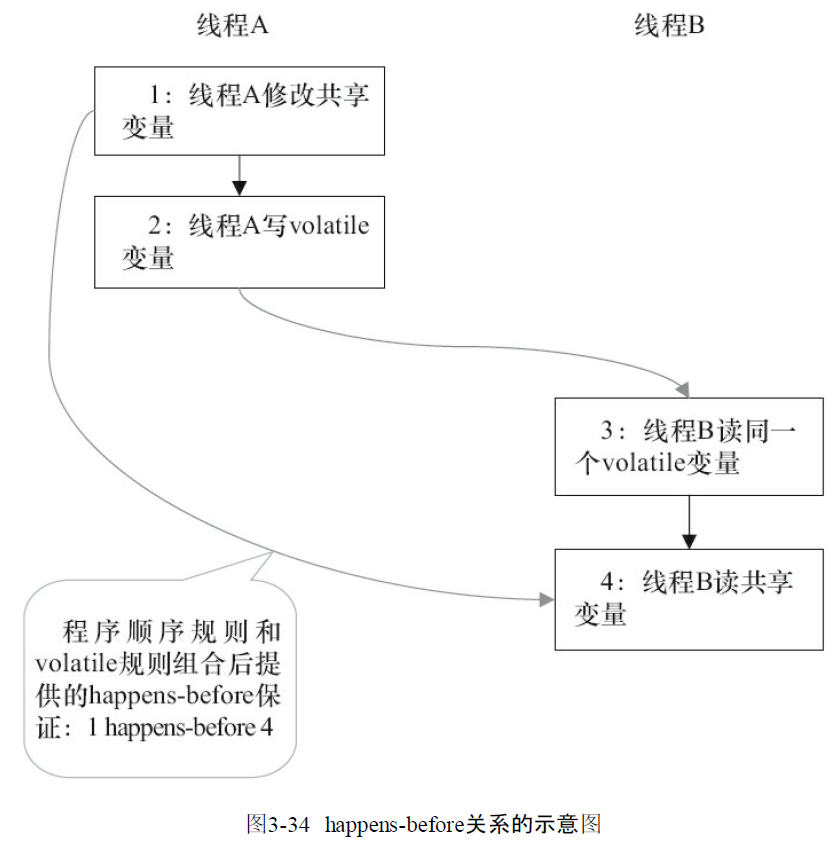 线程A
线程B
1：线程A修改共享
变量
2：线程A写volatile
变量
3：线程B读同一
个volatile变量
4：线程B读共享
变量
程序顺序规则和
volatile规则组合后提
供的happens-before保
证：1 happens-before 4
图3-34 happens-before关系的示意图